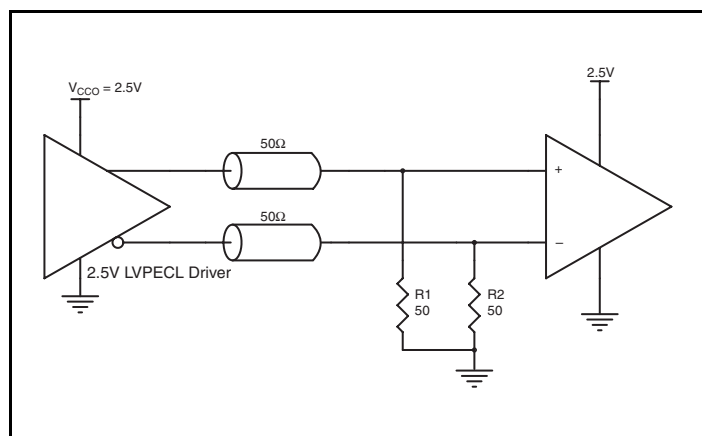 V_CCO = 2.5V
2.5V
50Ω
+
50Ω
–
2.5V LVPECL Driver
R1
50
R2
50